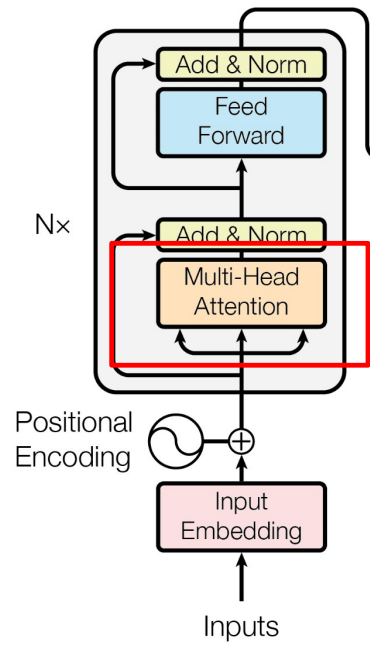 Add & Norm
Feed
Forward
N×
Add & Norm
Multi-Head
Attention
Positional
Encoding
Input
Embedding
Inputs